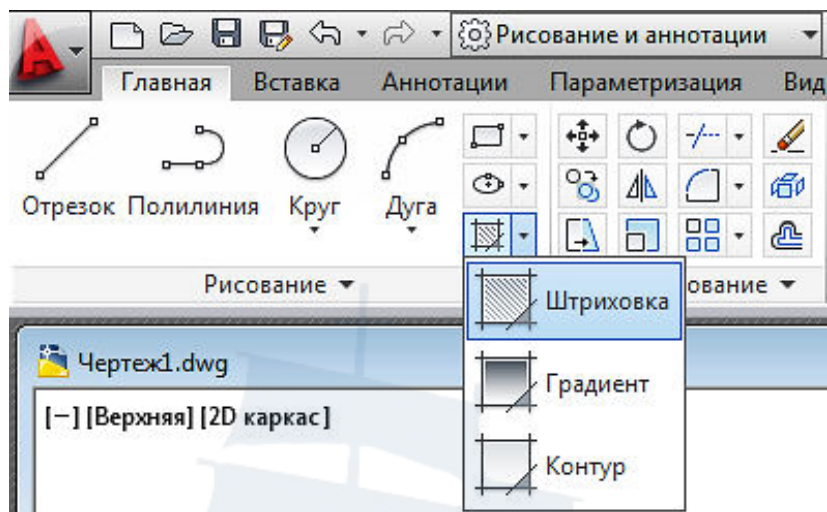 Рисование и аннотации
Главная Вставка Аннотации Параметризация Вид
Отрезок Полилиния Круг Дуга
Рисование ование
Штриховка
Чертеж1.dwg
Градиент
[−] [Верхняя] [2D каркас]
Контур